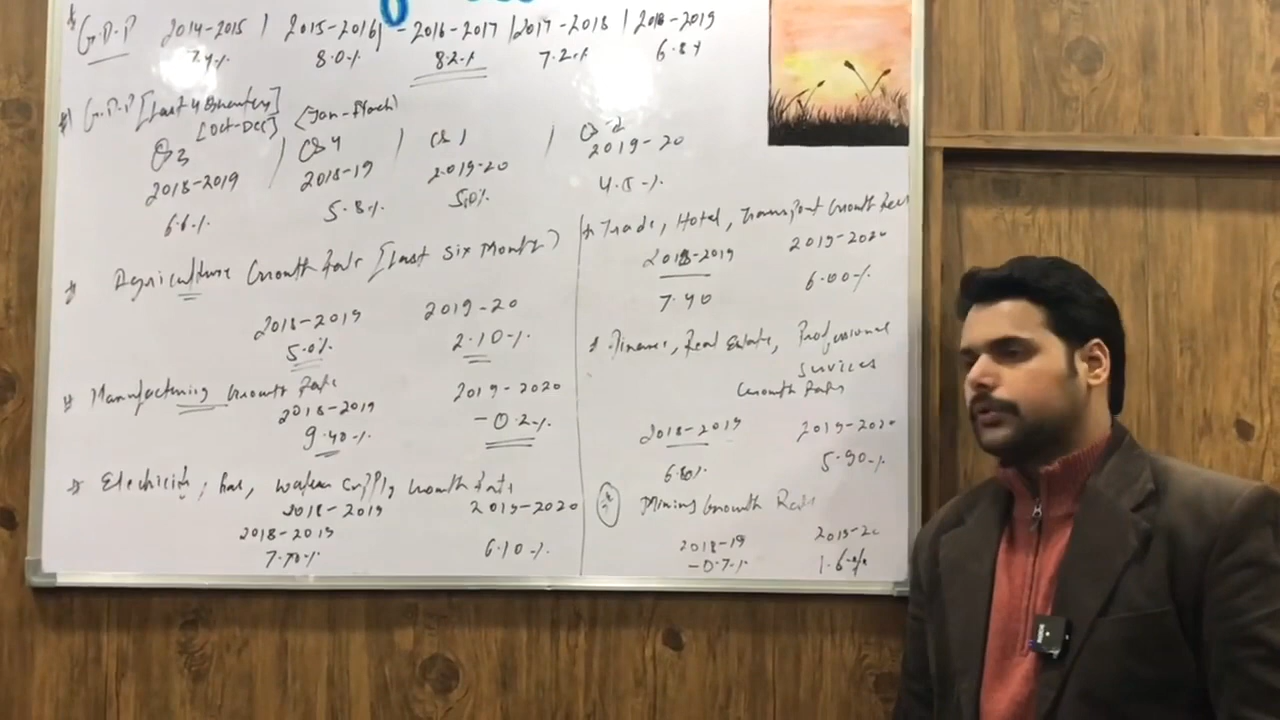 G.D.P 2014-2015 | 2015-2016 | - 2016-2017 | 2017-2018 | 2018-2019
7.4% 8.0% 8.2% 7.2% 6.8%
G.D.P [Last 4 Quarters]
[Oct-Dec] (Jan-March)
Q3 | Q4 | Q1 | Q2
2018-2019 2018-19 2019-20 2019-20
6.6% 5.8% 5.0% 4.5%
Agriculture Growth Rate [Last six Months)
2018-2019 2019-20
5.0% 2.10%
Manufacturing Growth Rate
2018-2019 2019-2020
9.40% -0.2%
Electricity, Gas, Water Supply Growth Rate
2018-2019 2019-2020
2018-2019
7.70% 6.10%
Trade, Hotel, Transport Growth Rate
2018-2019 2019-2020
7.40 6.00%
Finance, Real Estate, Professional
Services
Growth Rate
2018-2019 2019-2020
6.80% 5.90%
Mining Growth Rate
2018-19 2019-20
-0.7% 1.6%